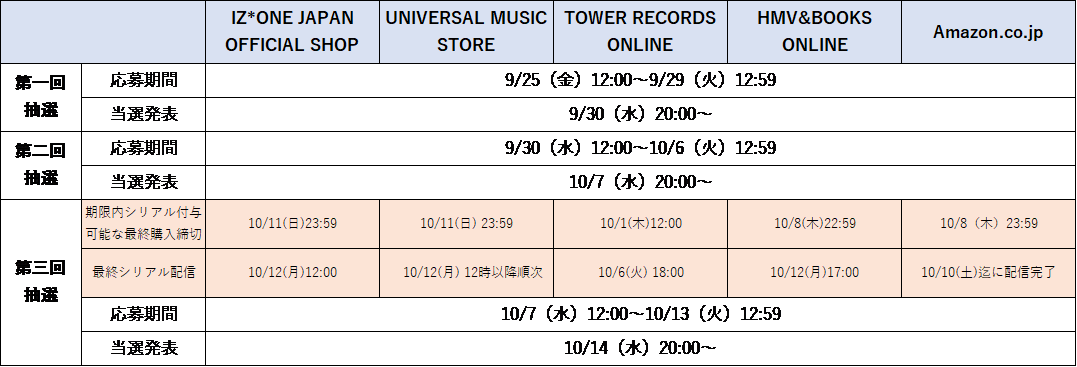 IZ*ONE JAPAN
OFFICIAL SHOP
UNIVERSAL MUSIC
STORE
TOWER RECORDS
ONLINE
HMV&BOOKS
ONLINE
Amazon.co.jp
第一回
抽選
応募期間
9/25（金）12:00～9/29（火）12:59
当選発表
9/30（水）20:00～
第二回
抽選
応募期間
9/30（水）12:00～10/6（火）12:59
当選発表
10/7（水）20:00～
第三回
抽選
期限内シリアル付与
可能な最終購入締切
10/11(日)23:59
10/11(日) 23:59
10/1(木)12:00
10/8(木)22:59
10/8（木）23:59
最終シリアル配信
10/12(月)12:00
10/12(月) 12時以降順次
10/6(火) 18:00
10/12(月)17:00
10/10(土)迄に配信完了
応募期間
10/7（水）12:00～10/13（火）12:59
当選発表
10/14（水）20:00～